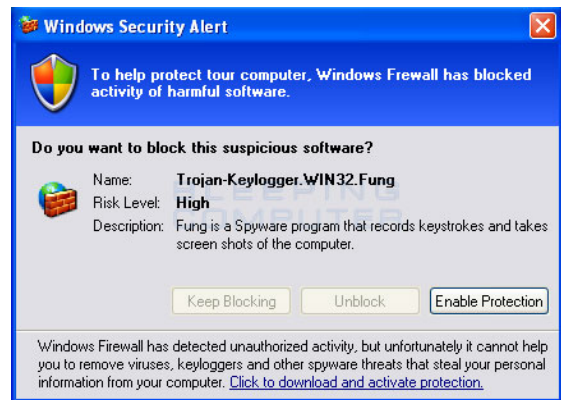 Windows Security Alert
To help protect tour computer, Windows Firewall has blocked
activity of harmful software.
Do you want to block this suspicious software?
Name: Trojan-Keylogger.WIN32.Fung
BLEEPING
Risk Level: High
COMPUTER
Description: Fung is a Spyware program that records keystrokes and takes
screen shots of the computer.
Keep Blocking Unblock Enable Protection
Windows Firewall has detected unauthorized activity, but unfortunately it cannot help
you to remove viruses, keyloggers and other spyware threats that steal your personal
information from your computer. Click to download and activate protection.